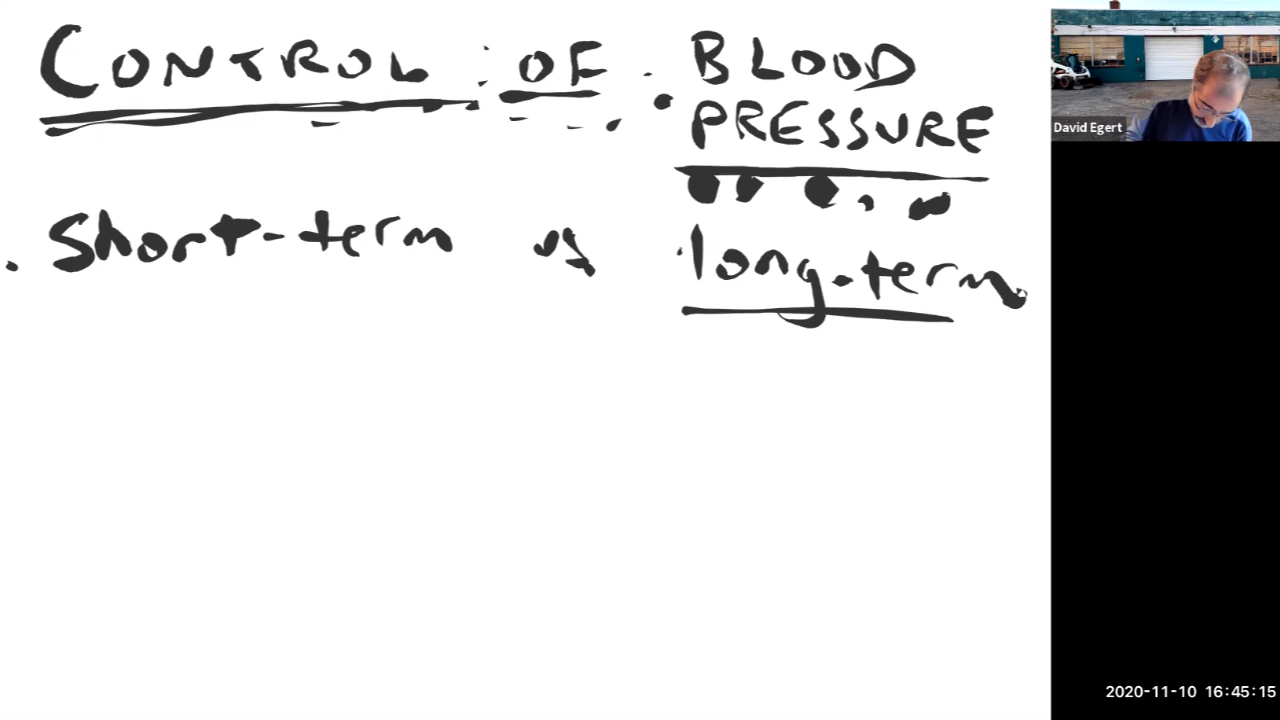 CONTROL OF BLOOD
PRESSURE
Short-term vs long-term
David Egert
2020-11-10 16:45:15